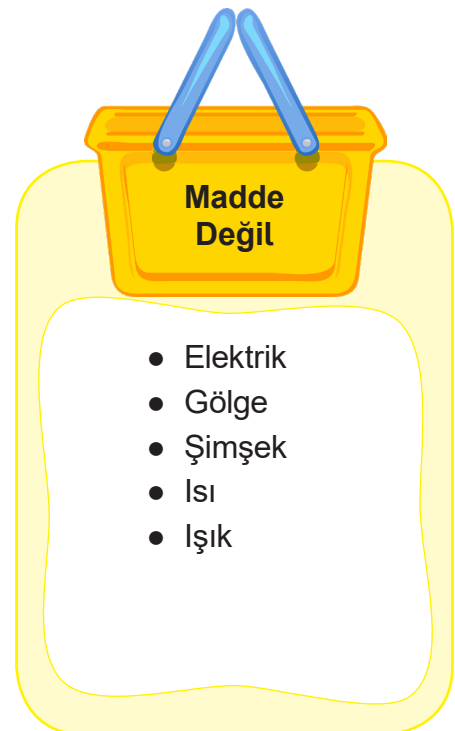 Madde
Değil
● Elektrik
● Gölge
● Şimşek
● Isı
● Işık